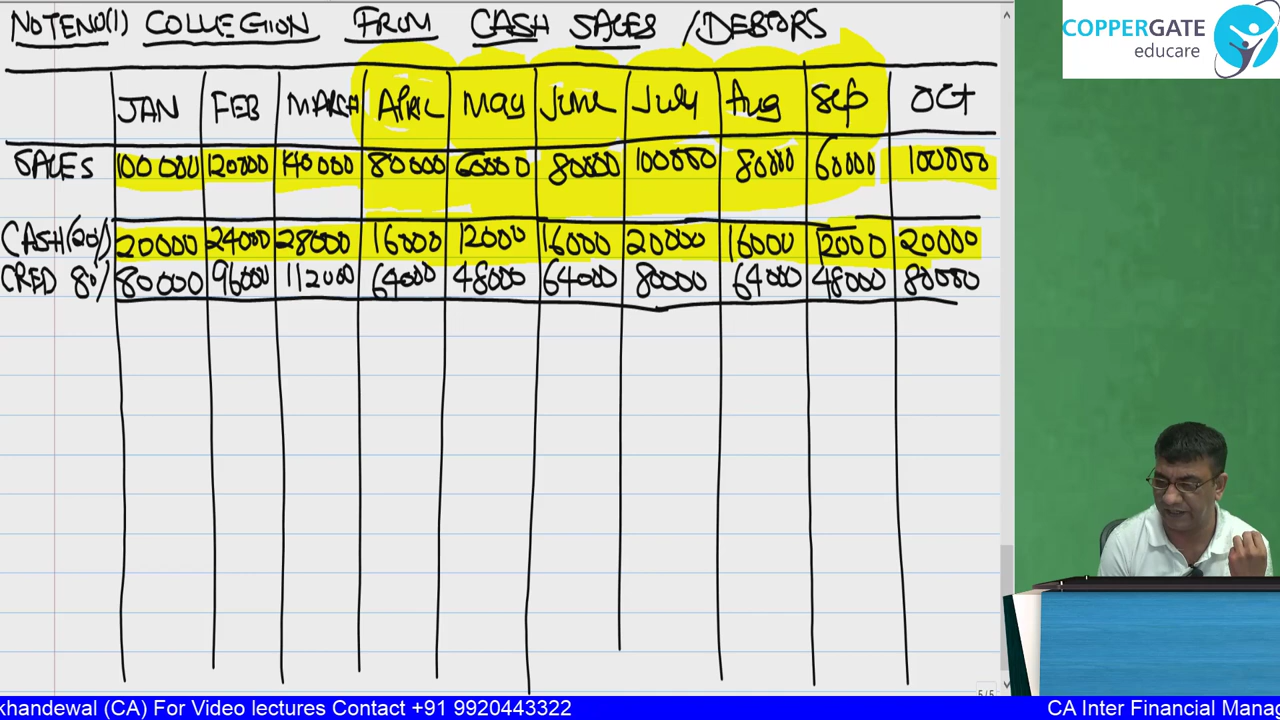 NOTENO(1) COLLECTION FROM CASH SALES /DEBTORS
COPPERGATE
educare
JAN FEB MARCH APRIL May June July Aug Sep OCT
SALES 100000 120000 140000 80000 60000 80000 100000 80000 60000 100000
CASH(20%) 20000 24000 28000 16000 12000 16000 20000 16000 12000 20000
CRED 80% 80000 96000 112000 64000 48000 64000 80000 64000 48000 80000
5/5
khandewal (CA) For Video lectures Contact +91 9920443322 CA Inter Financial Manag